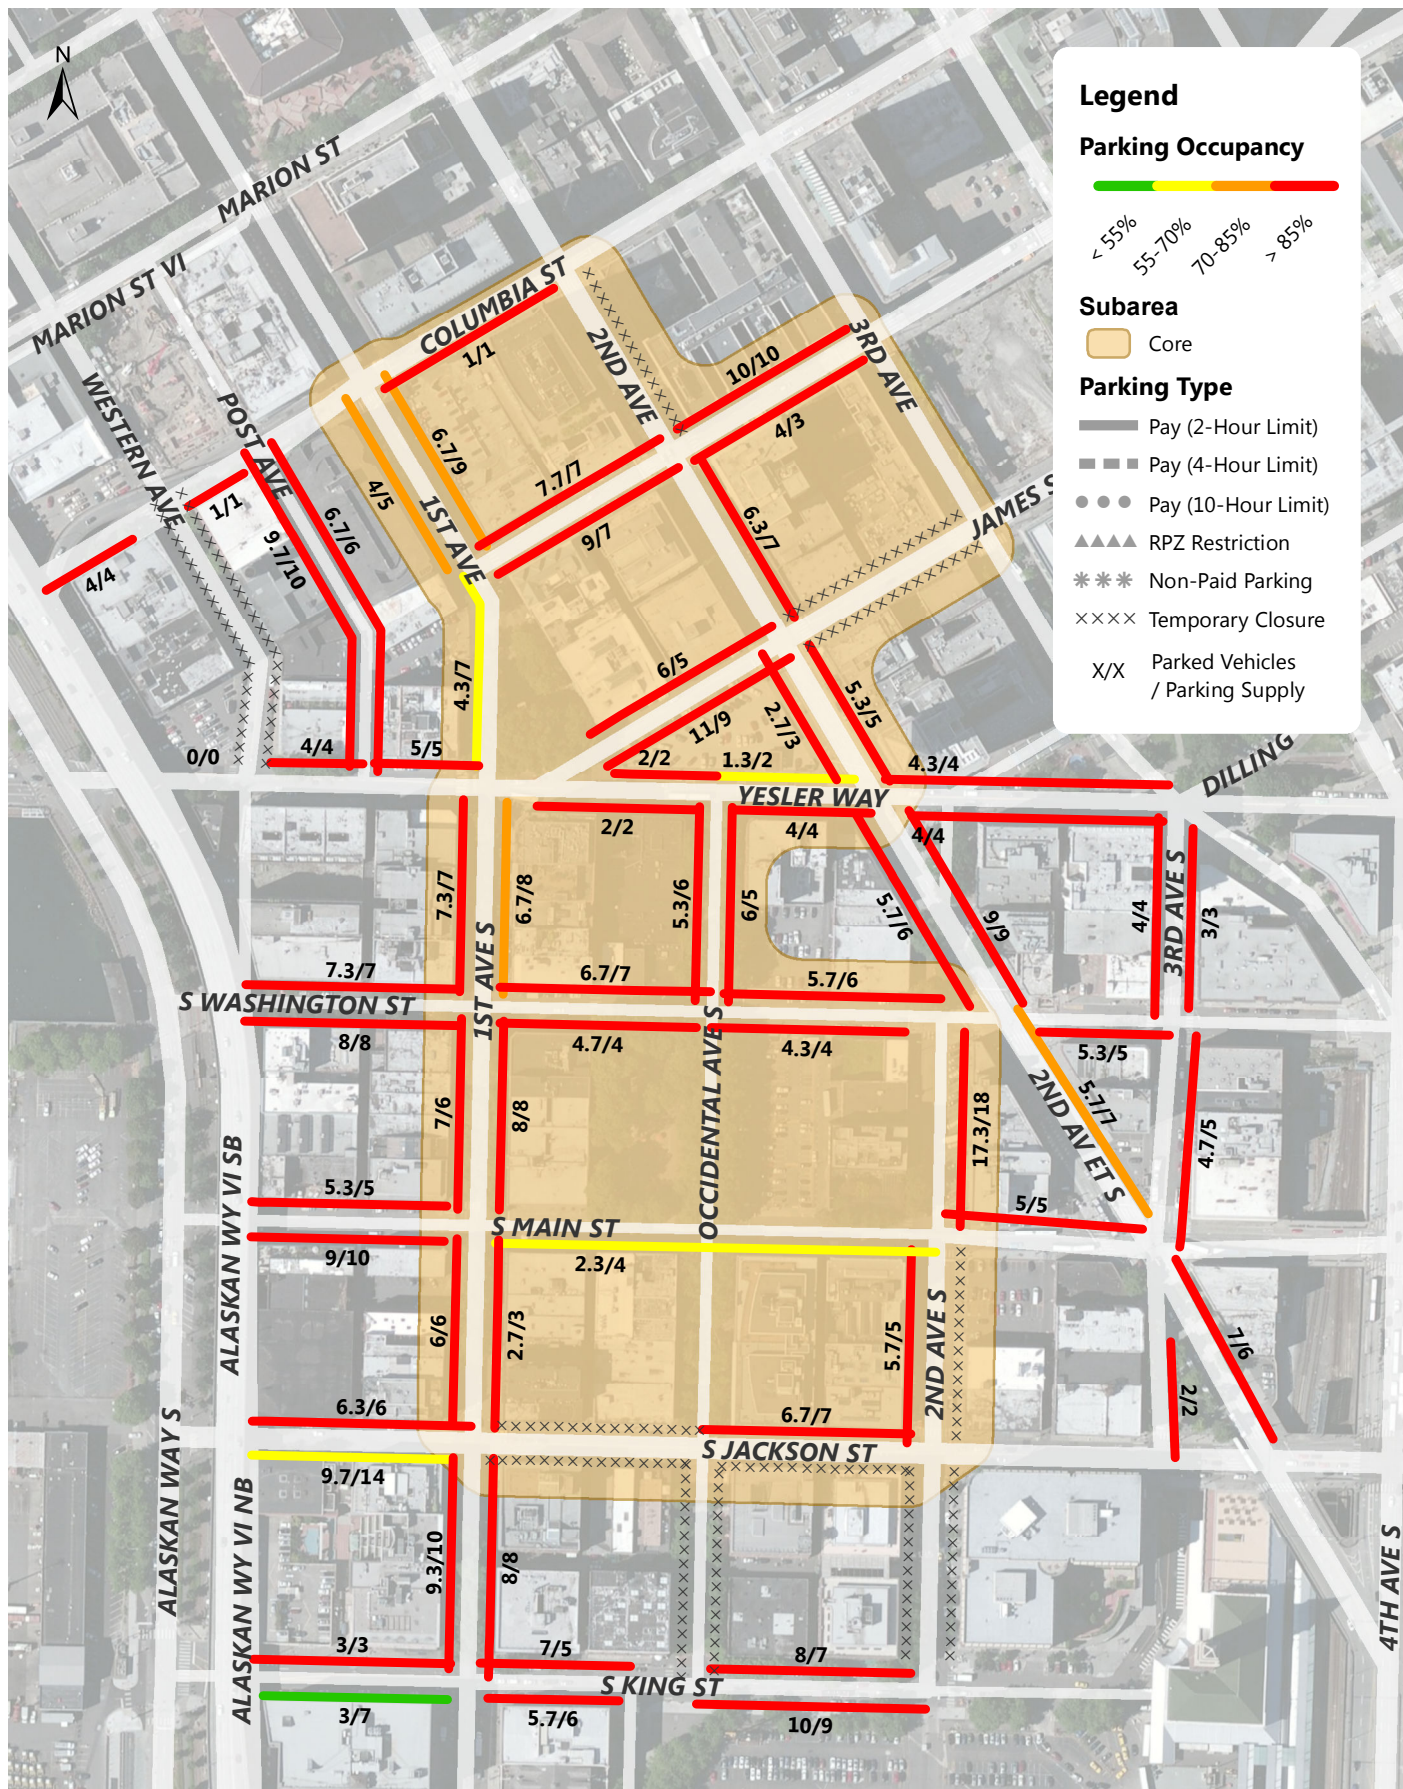 N
Legend
Parking Occupancy
< 55%
55-70%
70-85%
> 85%
Subarea
Core
Parking Type
Pay (2-Hour Limit)
Pay (4-Hour Limit)
Pay (10-Hour Limit)
RPZ Restriction
Non-Paid Parking
Temporary Closure
X/X
Parked Vehicles
/ Parking Supply
MARION ST
MARION ST VI
COLUMBIA ST
1/1
2ND AVE
10/10
3RD AVE
4/3
WESTERN AVE
POST AVE
6.7/9
4/5
1ST AVE
7.7/7
9/7
6.3/7
JAMES S
1/1
6.7/6
9.7/10
4/4
4.3/7
6/5
11/9
2.7/3
5.3/5
0/0
4/4
5/5
2/2
1.3/2
4.3/4
DILLING
YESLER WAY
2/2
4/4
4/4
7.3/7
6.7/8
5.3/6
6/5
5.7/6
9/9
4/4
3RD AVE S
3/3
7.3/7
1ST AVE S
6.7/7
5.7/6
S WASHINGTON ST
8/8
4.7/4
4.3/4
5.3/5
7/6
8/8
OCCIDENTAL AVE S
17.3/18
2ND AV ET S
5.7/7
4.7/5
5.3/5
5/5
ALASKAN WY VI SB
S MAIN ST
9/10
2.3/4
6/6
2.7/3
5.7/5
2ND AVE S
7/6
2/2
6.3/6
6.7/7
S JACKSON ST
9.7/14
ALASKAN WAY S
ALASKAN WY VI NB
9.3/10
8/8
4TH AVE S
3/3
7/5
8/7
S KING ST
3/7
5.7/6
10/9